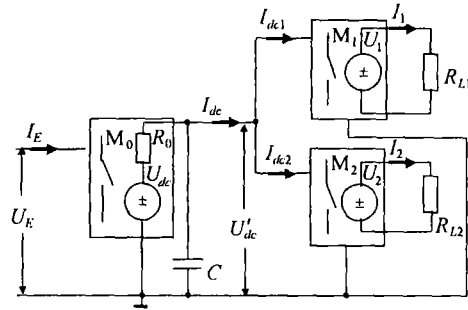 I_dc1
M_1
U_1
I_1
R_L1
I_E
M_0
R_0
U_dc
I_dc
I_dc2
M_2
U_2
I_2
R_L2
U_E
U'_dc
C
±
±
±